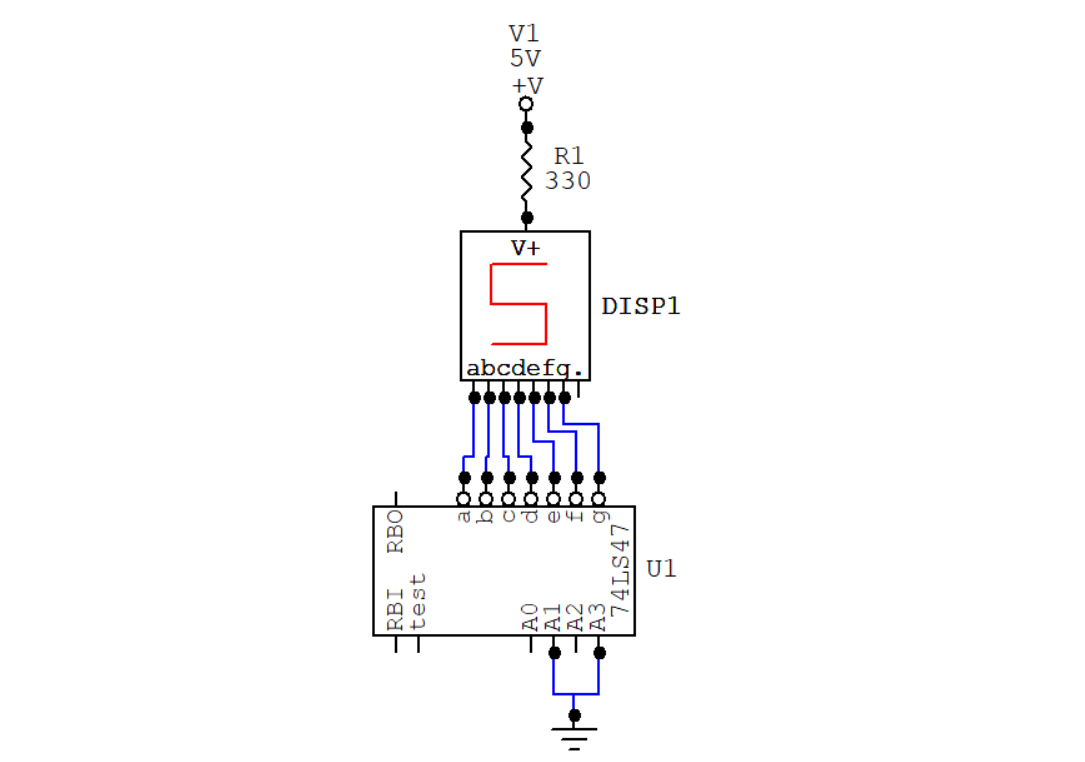 V1
5V
+V
R1
330
V+
DISP1
abcdefg.
a b c d e f g
RBO
74LS47
U1
RBI
test
A0
A1
A2
A3